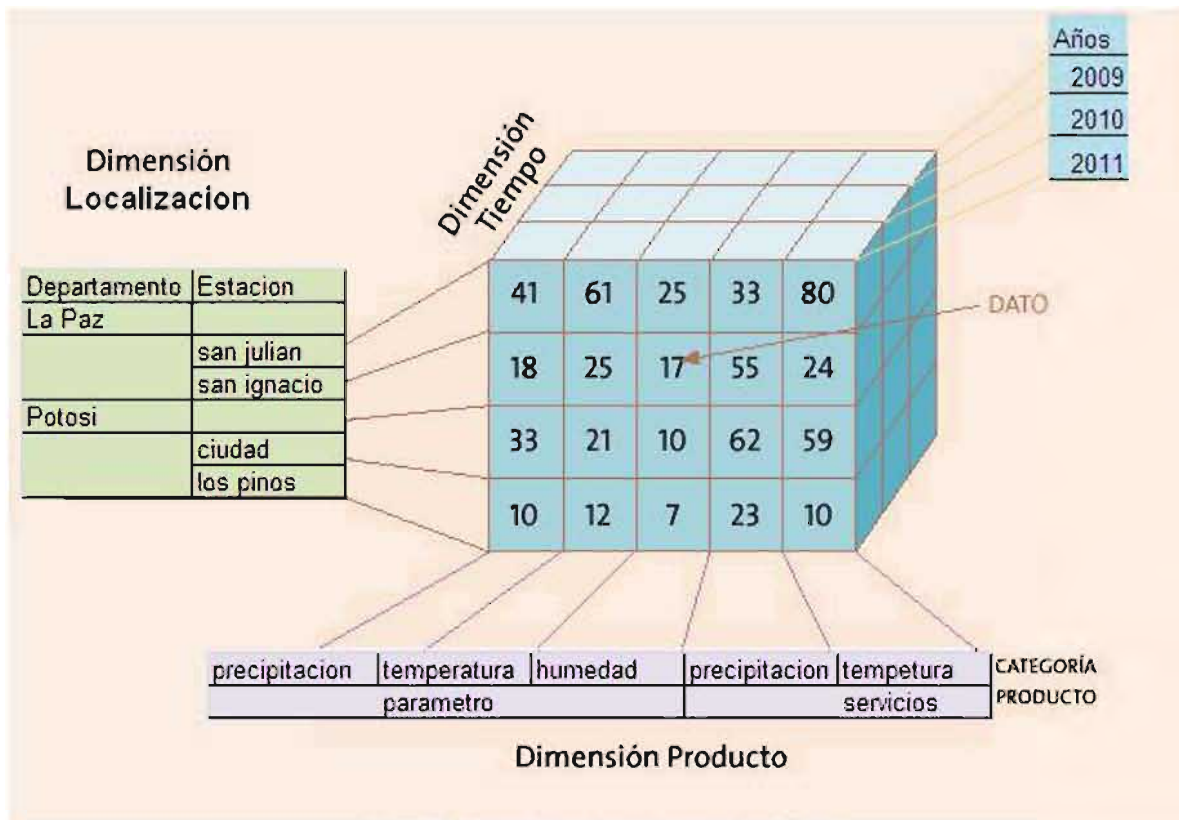 Años
2009
2010
2011
Dimensión
Localizacion
Dimensión
Tiempo
Departamento Estacion
La Paz
san julian
san ignacio
Potosi
ciudad
los pinos
41 61 25 33 80
DATO
18 25 17 55 24
33 21 10 62 59
10 12 7 23 10
precipitacion temperatura humedad precipitacion tempetura CATEGORÍA
parametro servicios PRODUCTO
Dimensión Producto